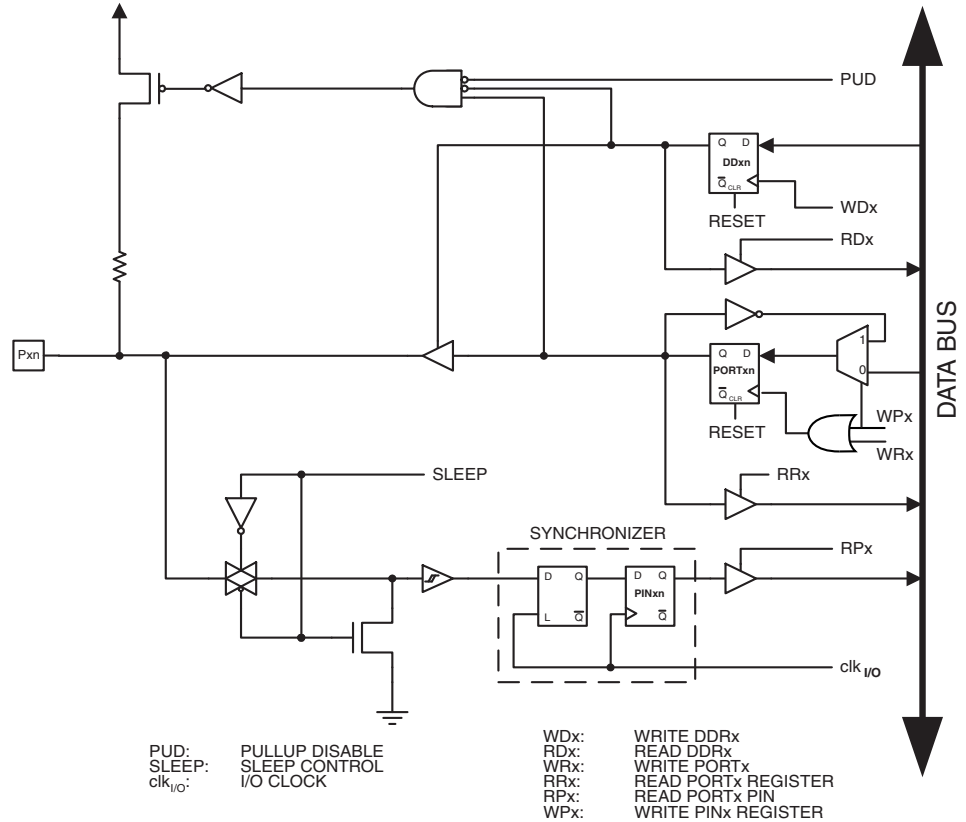 PUD
Q D
DDxn
Q CLR
RESET
WDx
RDx
Pxn
1
0
Q D
PORTxn
Q CLR
RESET
WPx
WRx
DATA BUS
SLEEP
RRx
SYNCHRONIZER
RPx
D Q
L Q
D Q
PINxn
Q
clk I/O
PUD: PULLUP DISABLE
SLEEP: SLEEP CONTROL
clk I/O: I/O CLOCK
WDx: WRITE DDRx
RDx: READ DDRx
WRx: WRITE PORTx
RRx: READ PORTx REGISTER
RPx: READ PORTx PIN
WPx: WRITE PINx REGISTER